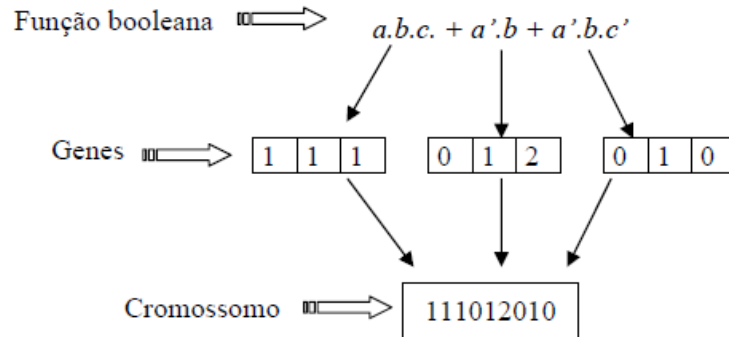 Função booleana a.b.c. + a’.b + a’.b.c’
Genes 1 1 1 0 1 2 0 1 0
Cromossomo 111012010